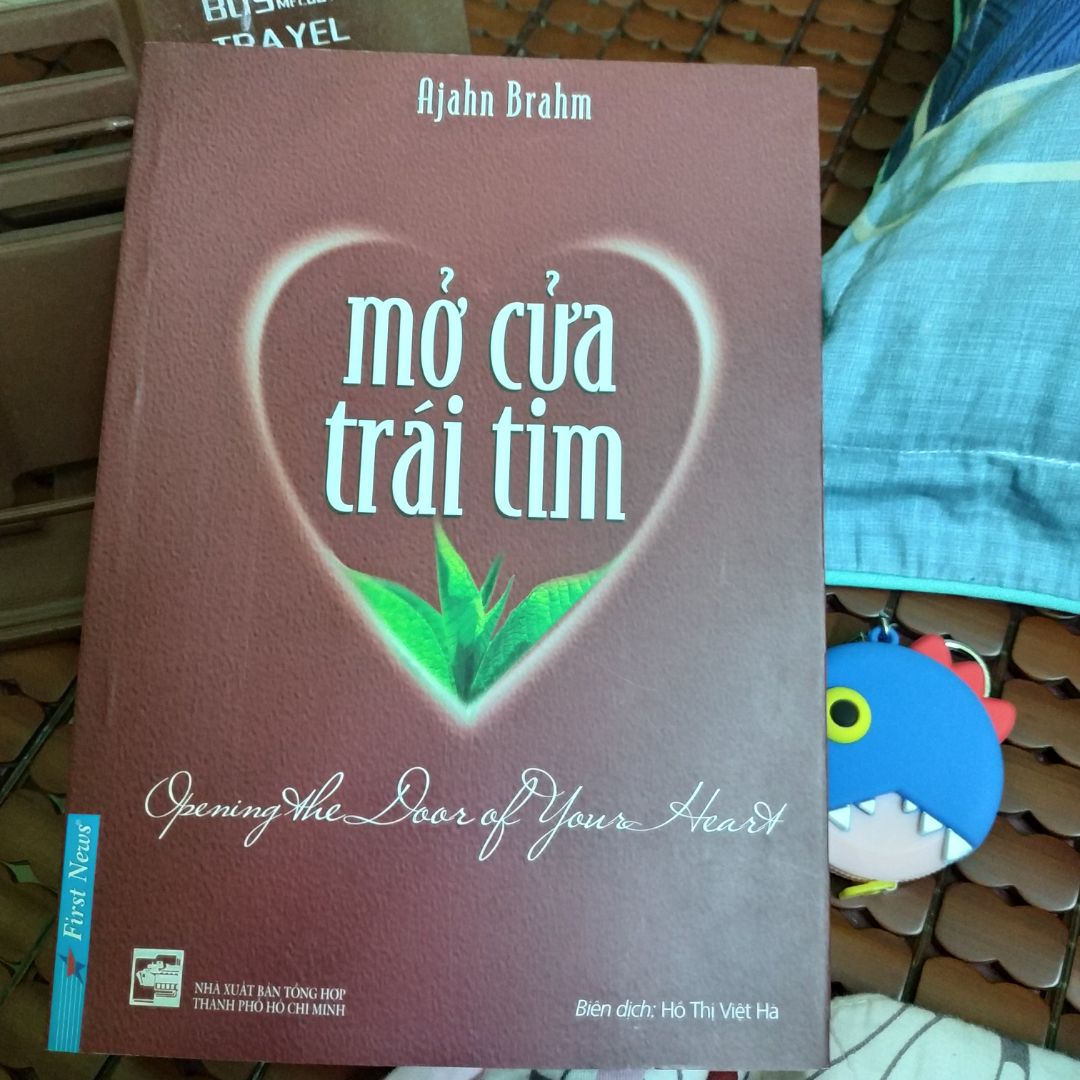 TRAVEL
Ajahn Brahm
mở cửa
trái tim
Opening the Door of Your Heart
First News®
NHÀ XUẤT BẢN TỔNG HỢP
THÀNH PHỐ HỒ CHÍ MINH
Biên dịch: Hồ Thị Việt Hà